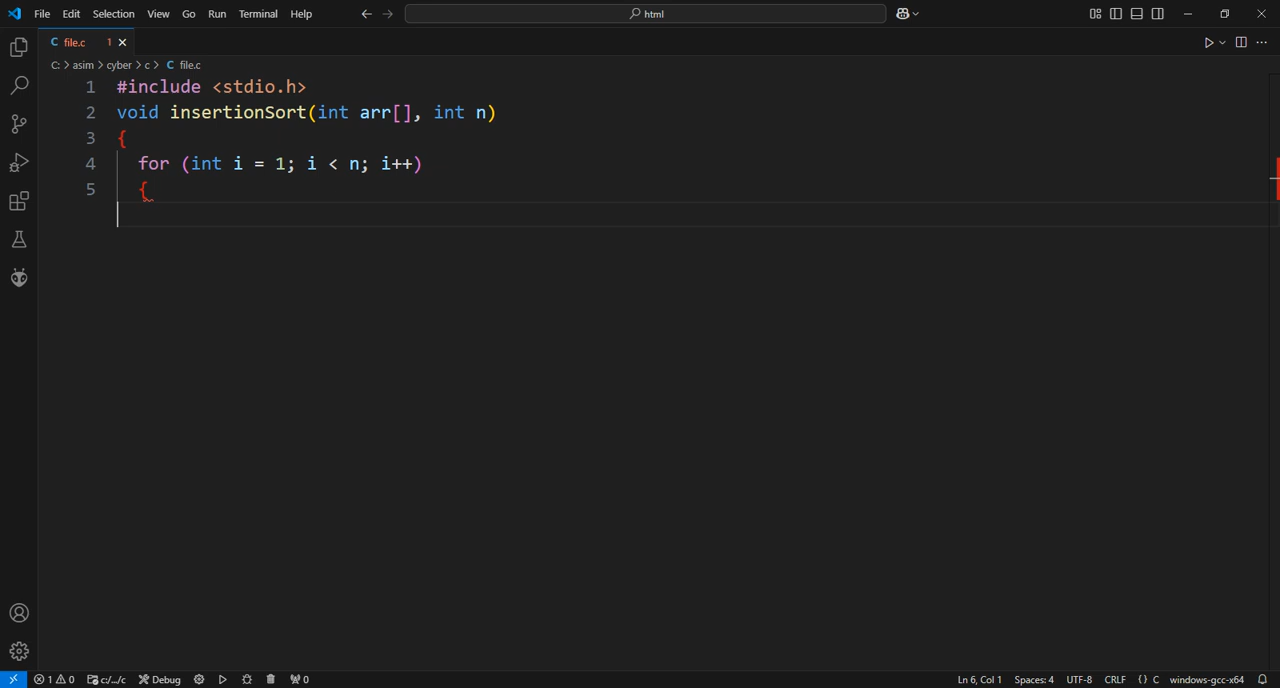 File Edit Selection View Go Run Terminal Help html
C file.c 1
C: > asim > cyber > c > C file.c
1 #include <stdio.h>
2 void insertionSort(int arr[], int n)
3 {
4 for (int i = 1; i < n; i++)
5 {
1 0 c:/.../c Debug 0 Ln 6, Col 1 Spaces: 4 UTF-8 CRLF {} C windows-gcc-x64